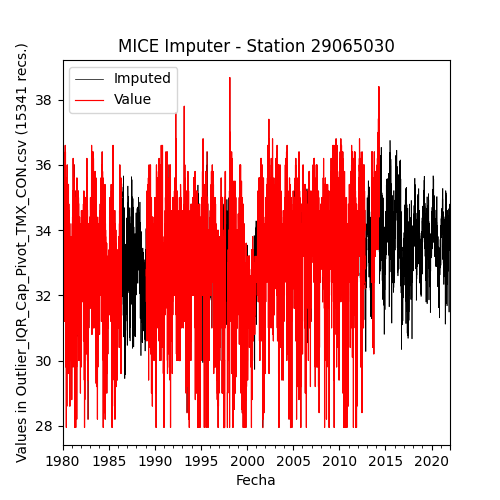 MICE Imputer - Station 29065030
Imputed
Value
Values in Outlier_IQR_Cap_Pivot_TMX_CON.csv (15341 recs.)
38
36
34
32
30
28
1980 1985 1990 1995 2000 2005 2010 2015 2020
Fecha